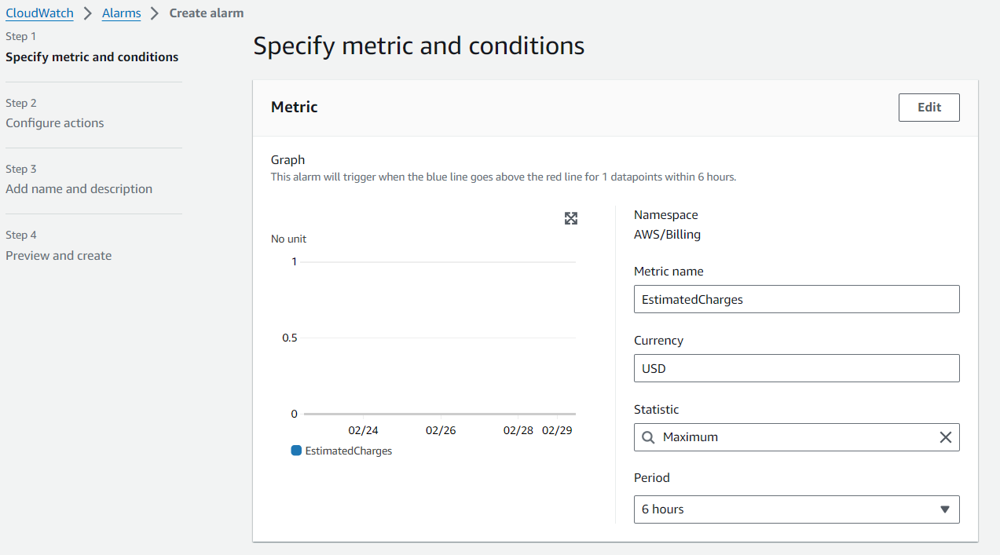 CloudWatch > Alarms > Create alarm
Step 1
Specify metric and conditions
Step 2
Configure actions
Step 3
Add name and description
Step 4
Preview and create
Specify metric and conditions
Metric
Edit
Graph
This alarm will trigger when the blue line goes above the red line for 1 datapoints within 6 hours.
No unit
1
0.5
0
02/24 02/26 02/28 02/29
EstimatedCharges
Namespace
AWS/Billing
Metric name
EstimatedCharges
Currency
USD
Statistic
Maximum
Period
6 hours